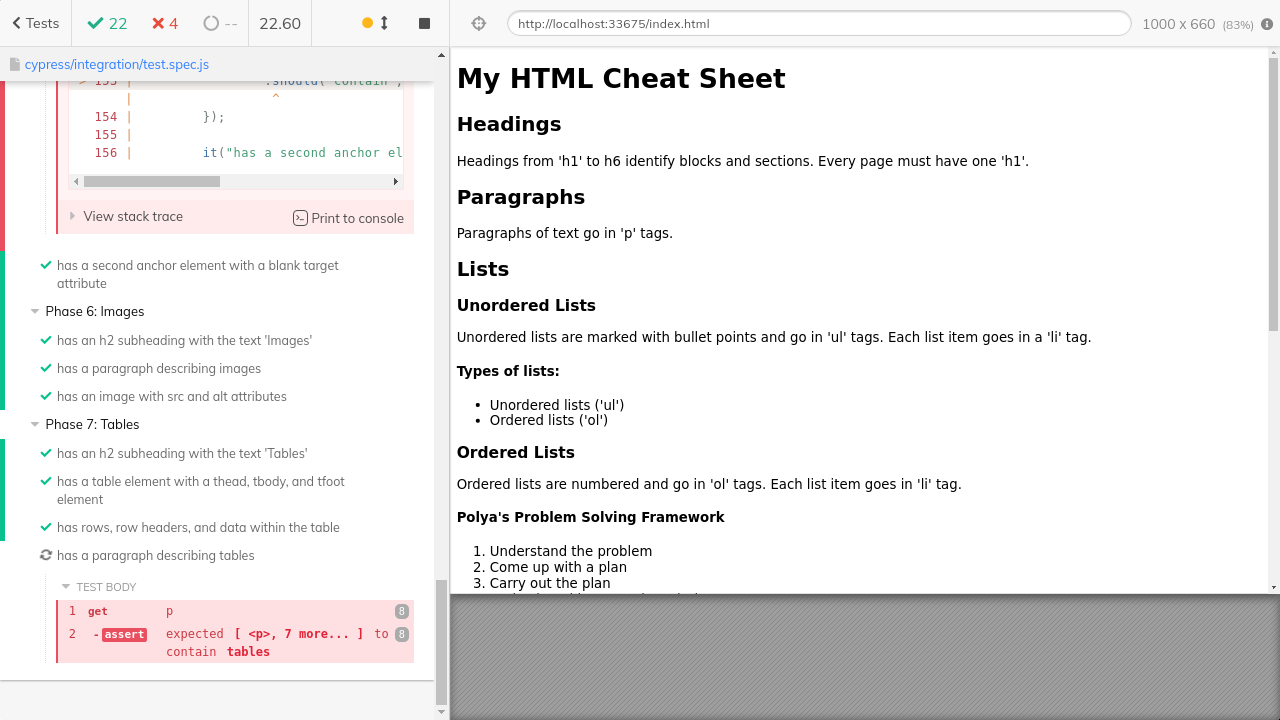 Tests 22 4 -- 22.60
cypress/integration/test.spec.js
.should("contain",
| ^
154 | });
155 |
156 | it("has a second anchor el
View stack trace Print to console
has a second anchor element with a blank target
attribute
Phase 6: Images
has an h2 subheading with the text 'Images'
has a paragraph describing images
has an image with src and alt attributes
Phase 7: Tables
has an h2 subheading with the text 'Tables'
has a table element with a thead, tbody, and tfoot
element
has rows, row headers, and data within the table
has a paragraph describing tables
TEST BODY
1 get p 8
2 -assert expected [ <p>, 7 more... ] to 8
contain tables
http://localhost:33675/index.html 1000 x 660 (83%)
My HTML Cheat Sheet
Headings
Headings from 'h1' to h6 identify blocks and sections. Every page must have one 'h1'.
Paragraphs
Paragraphs of text go in 'p' tags.
Lists
Unordered Lists
Unordered lists are marked with bullet points and go in 'ul' tags. Each list item goes in a 'li' tag.
Types of lists:
• Unordered lists ('ul')
• Ordered lists ('ol')
Ordered Lists
Ordered lists are numbered and go in 'ol' tags. Each list item goes in 'li' tag.
Polya's Problem Solving Framework
1. Understand the problem
2. Come up with a plan
3. Carry out the plan